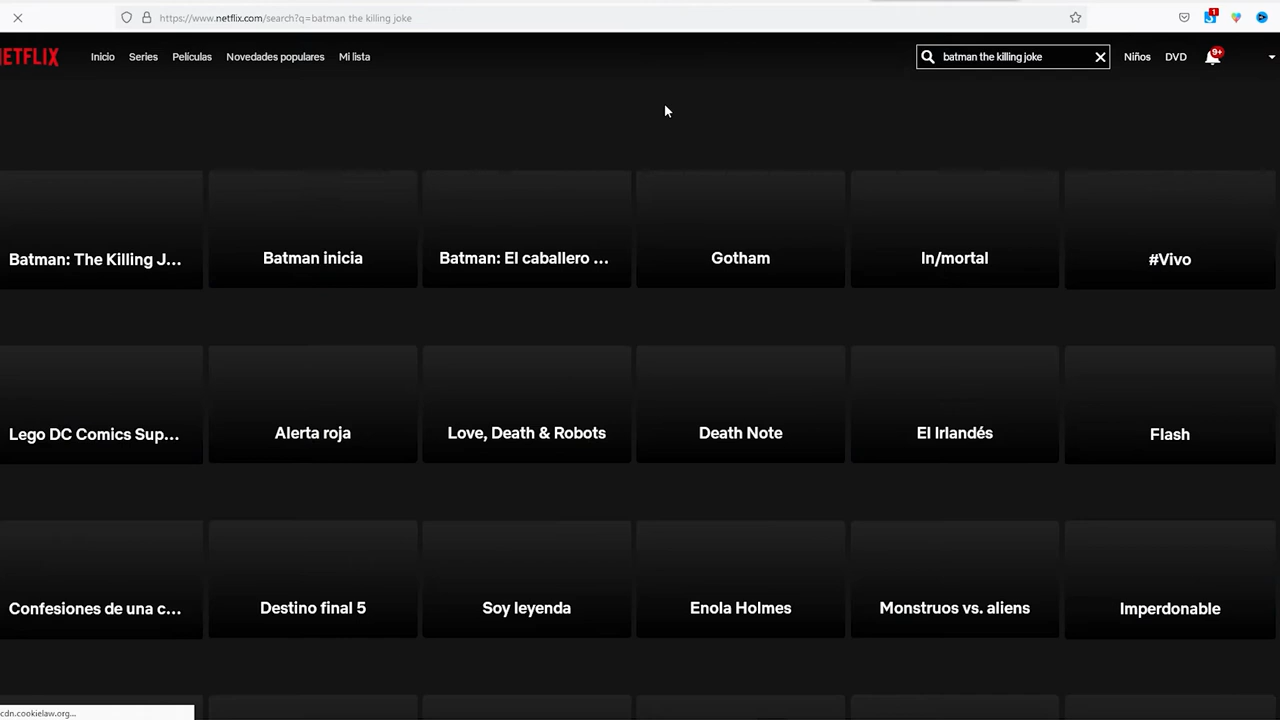 https://www.netflix.com/search?q=batman the killing joke
1
NETFLIX
Inicio
Series
Películas
Novedades populares
Mi lista
batman the killing joke
Niños
DVD
9+
Batman: The Killing J...
Batman inicia
Batman: El caballero ...
Gotham
In/mortal
#Vivo
Lego DC Comics Sup...
Alerta roja
Love, Death & Robots
Death Note
El Irlandés
Flash
Confesiones de una c...
Destino final 5
Soy leyenda
Enola Holmes
Monstruos vs. aliens
Imperdonable
cdn.cookielaw.org...